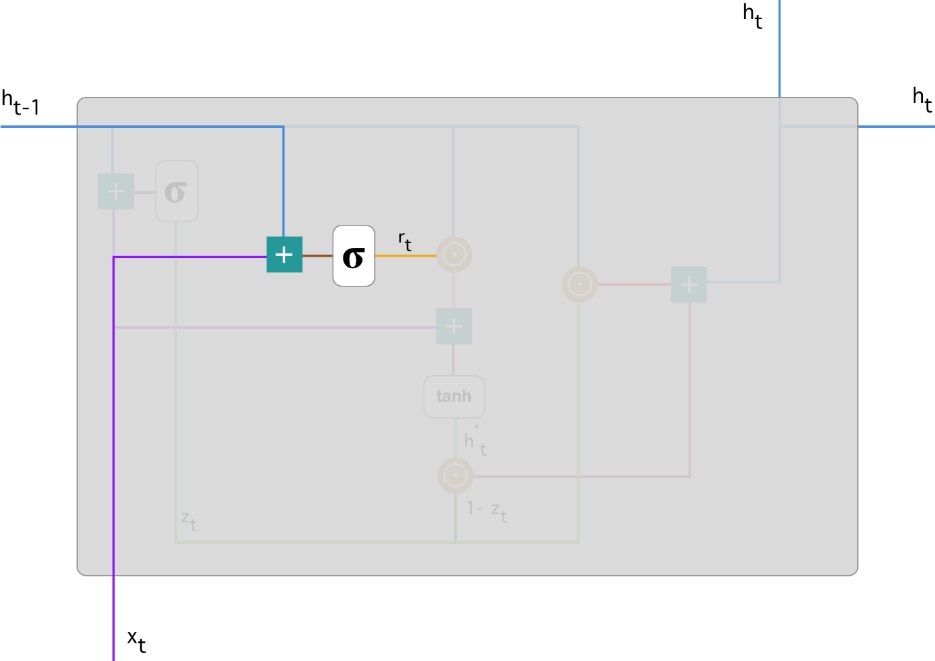 h_t
h_t-1
h_t
+
σ
+
σ
r_t
+
+
tanh
h`_t
1- z_t
z_t
x_t